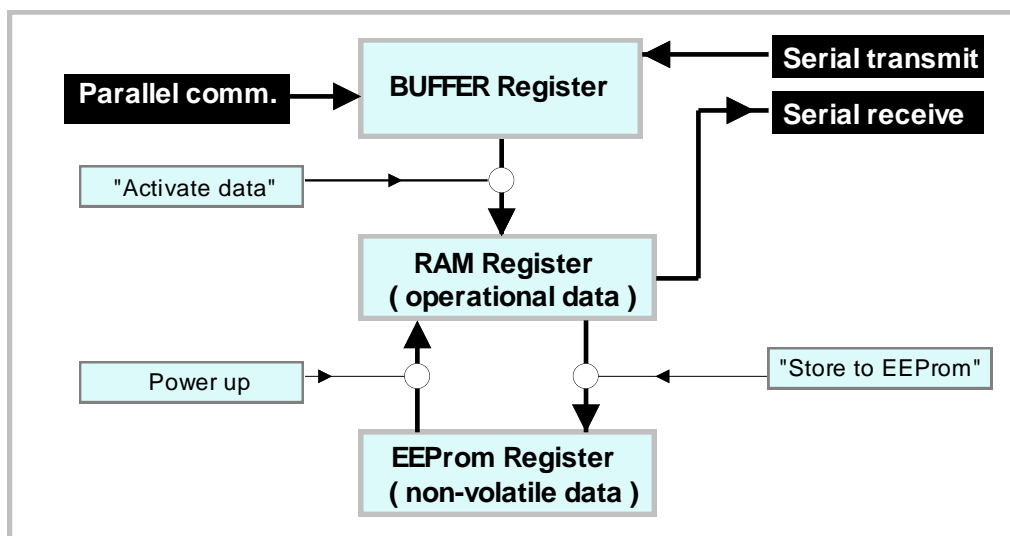 Serial transmit
Parallel comm.
BUFFER Register
Serial receive
"Activate data"
RAM Register
( operational data )
Power up
"Store to EEProm"
EEProm Register
( non-volatile data )